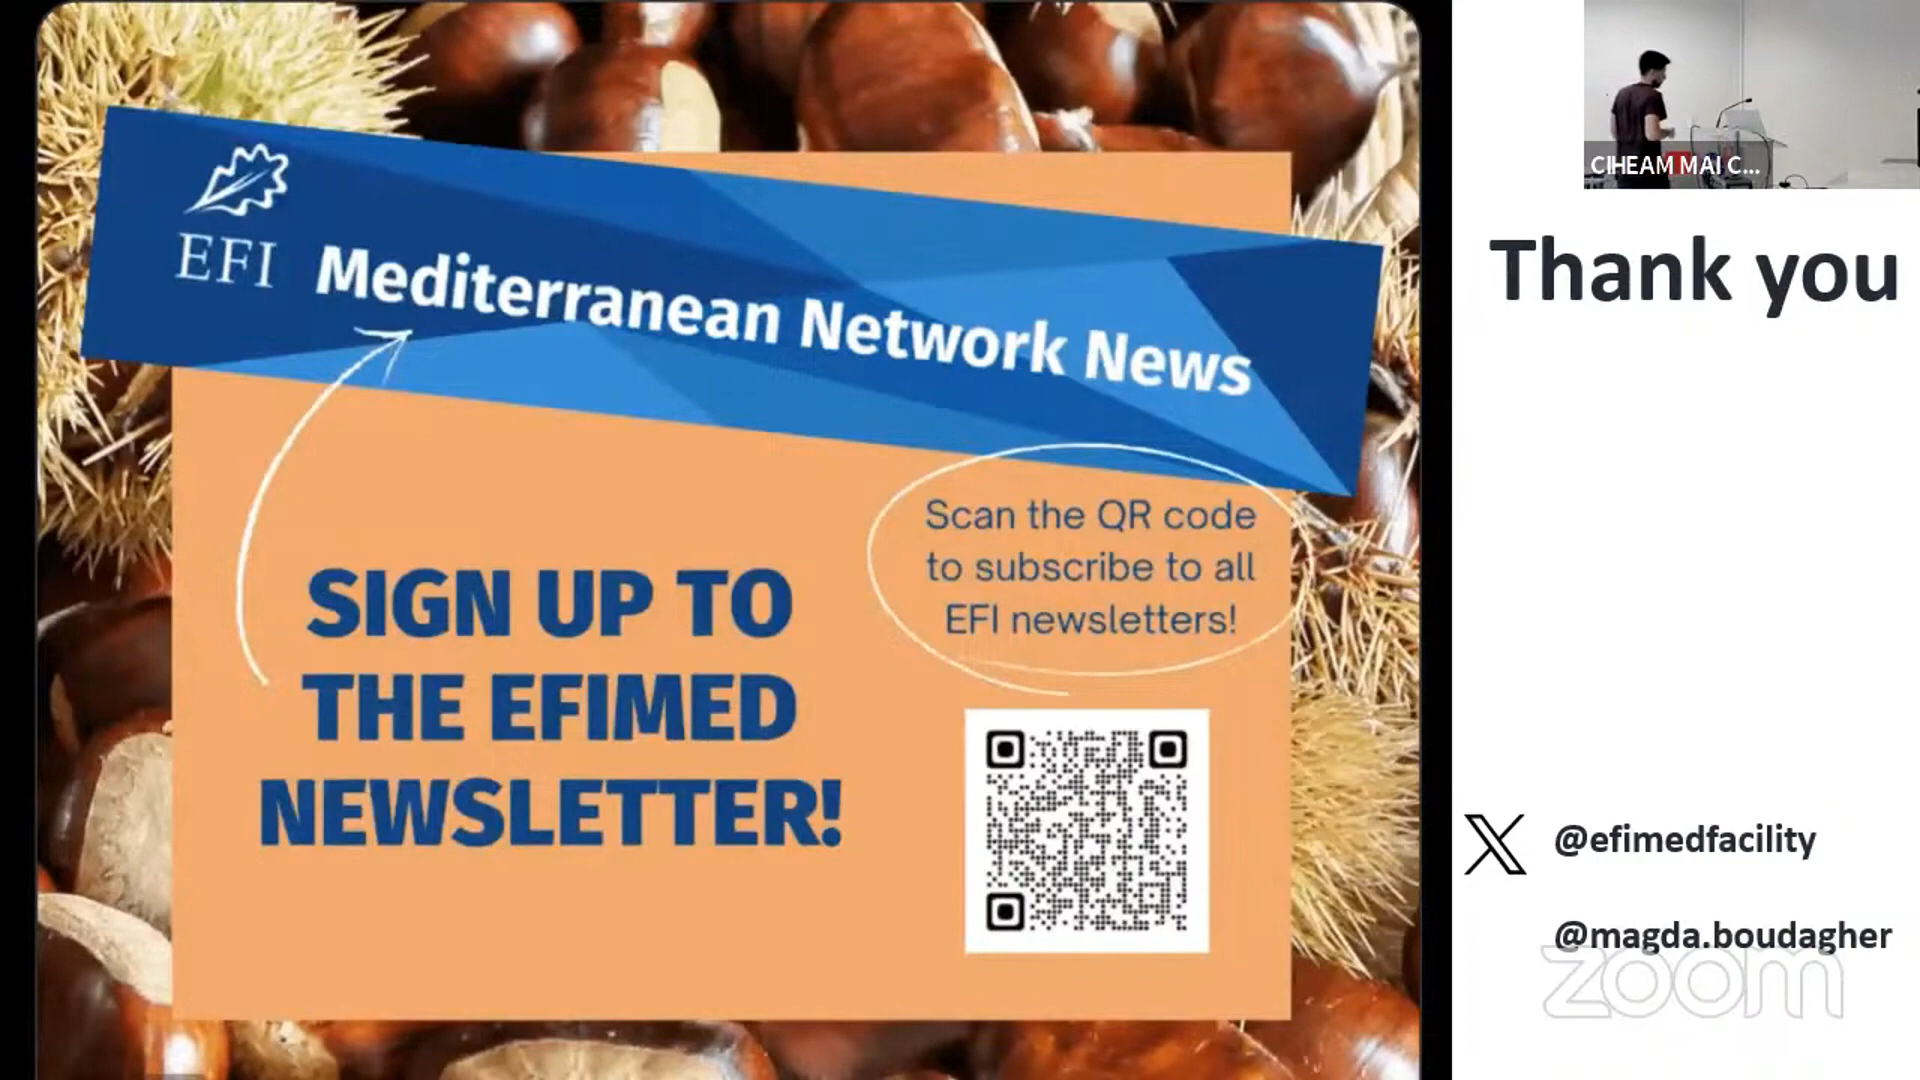 EFI
Mediterranean Network News
Scan the QR code
to subscribe to all
EFI newsletters!
SIGN UP TO
THE EFIMED
NEWSLETTER!
CIHEAM MAI C...
Thank you
@efimedfacility
@magda.boudagher
zoom